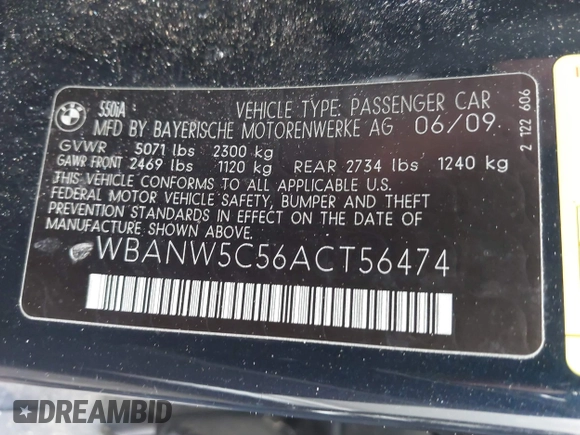 BMW
550iA
VEHICLE TYPE: PASSENGER CAR
MFD BY BAYERISCHE MOTORENWERKE AG 06/09
GVWR 5071 lbs 2300 kg
GAWR FRONT 2469 lbs 1120 kg REAR 2734 lbs 1240 kg
THIS VEHICLE CONFORMS TO ALL APPLICABLE U.S.
FEDERAL MOTOR VEHICLE SAFETY, BUMPER AND THEFT
PREVENTION STANDARDS IN EFFECT ON THE DATE OF
MANUFACTURE SHOWN ABOVE.
WBANW5C56ACT56474
2 122 606
DREAMBID